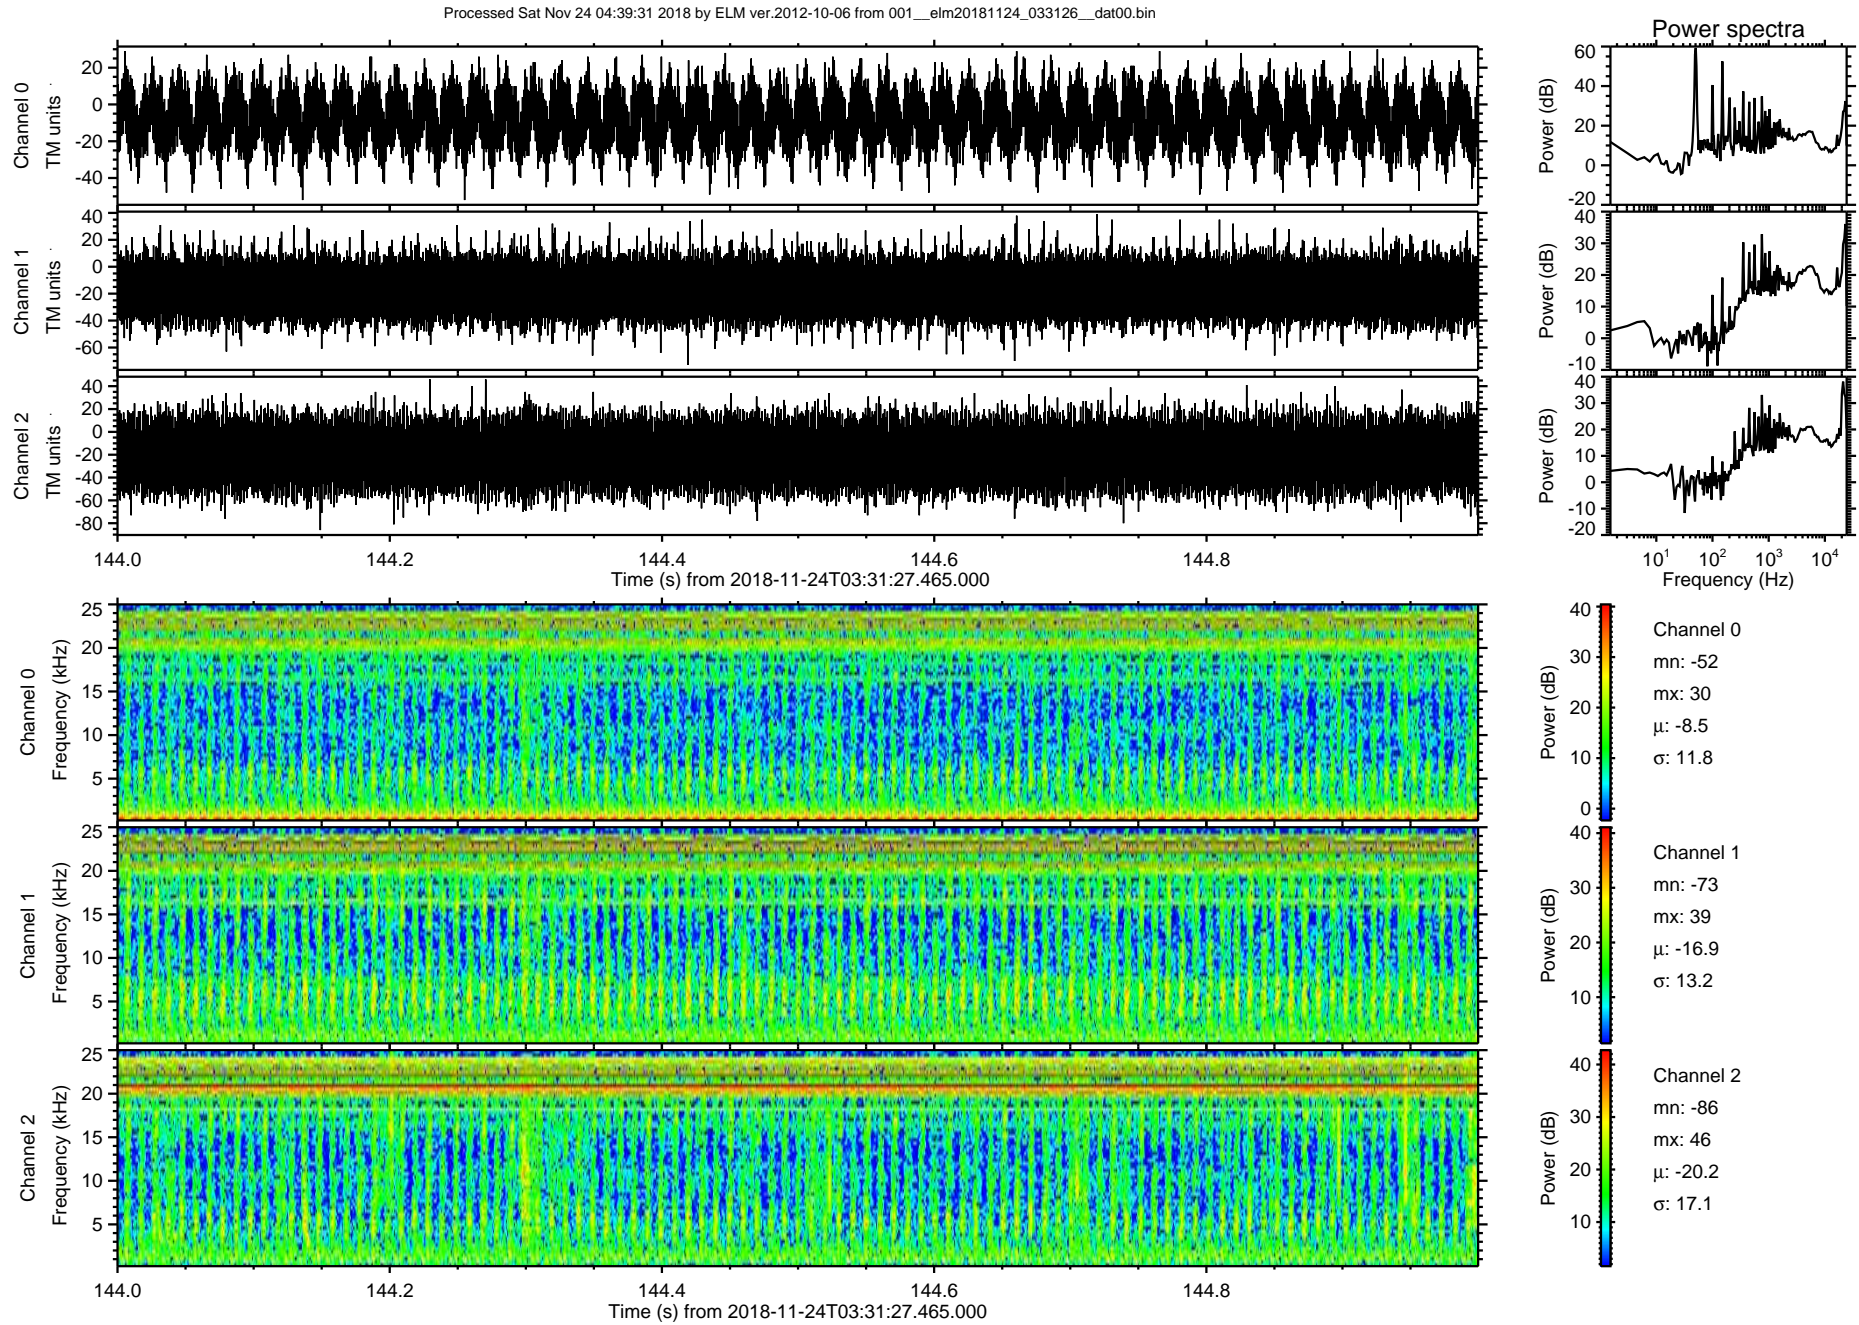 Processed Sat Nov 24 04:39:31 2018 by ELM ver.2012-10-06 from 001__elm20181124_033126__dat00.bin
Power spectra
Channel 0
TM units
20
0
-20
-40
Power (dB)
60
40
20
0
-20
Channel 1
TM units
40
20
0
-20
-40
-60
Power (dB)
40
30
20
10
0
-10
Channel 2
TM units
40
20
0
-20
-40
-60
-80
Power (dB)
40
30
20
10
0
-10
-20
144.0 144.2 144.4 144.6 144.8
Time (s) from 2018-11-24T03:31:27.465.000
10¹ 10² 10³ 10⁴
Frequency (Hz)
Channel 0
Frequency (kHz)
25
20
15
10
5
Power (dB)
40
30
20
10
0
Channel 0
mn: -52
mx: 30
μ: -8.5
σ: 11.8
Channel 1
Frequency (kHz)
25
20
15
10
5
Power (dB)
40
30
20
10
Channel 1
mn: -73
mx: 39
μ: -16.9
σ: 13.2
Channel 2
Frequency (kHz)
25
20
15
10
5
Power (dB)
40
30
20
10
Channel 2
mn: -86
mx: 46
μ: -20.2
σ: 17.1
144.0 144.2 144.4 144.6 144.8
Time (s) from 2018-11-24T03:31:27.465.000